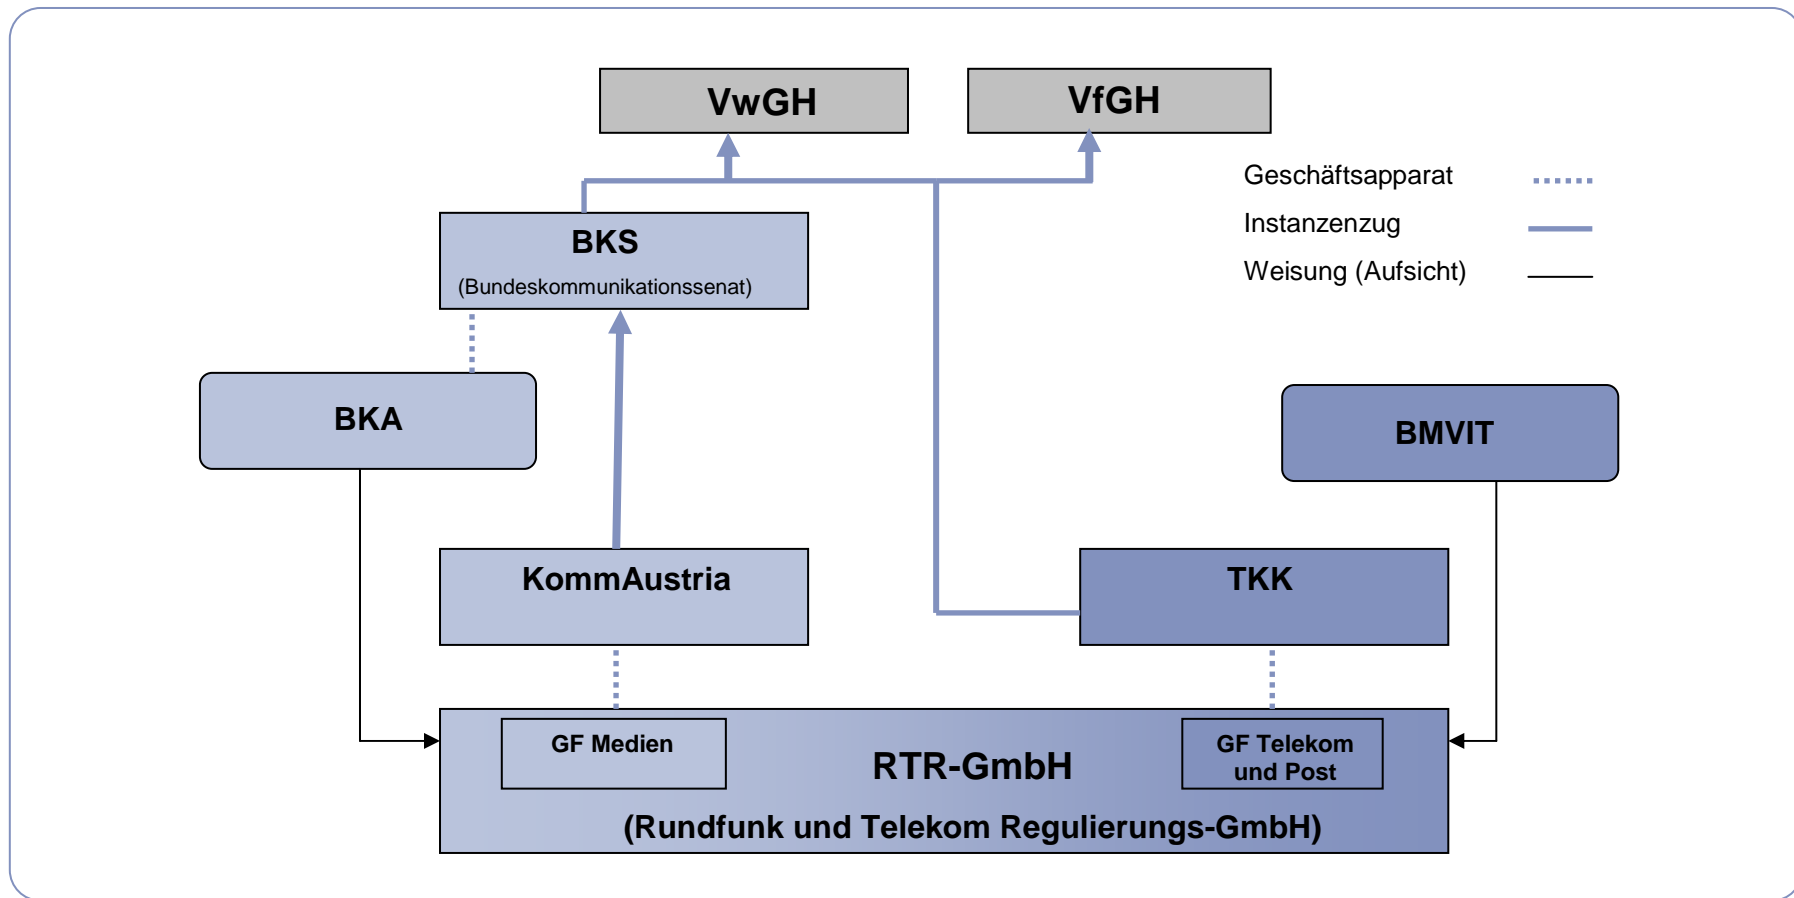 VwGH
VfGH
Geschäftsapparat
Instanzenzug
Weisung (Aufsicht)
BKS
(Bundeskommunikationssenat)
BKA
BMVIT
KommAustria
TKK
GF Medien
GF Telekom
und Post
RTR-GmbH
(Rundfunk und Telekom Regulierungs-GmbH)